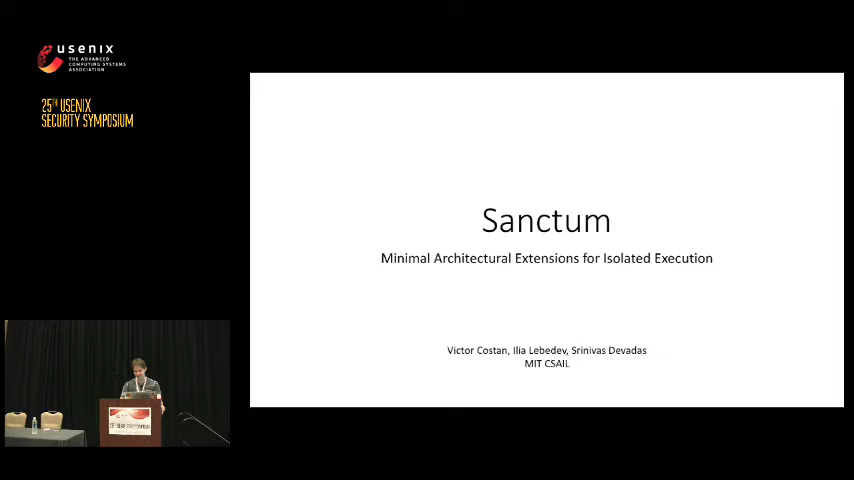 usenix
THE ADVANCED
COMPUTING SYSTEMS
ASSOCIATION
25TH USENIX
SECURITY SYMPOSIUM
Sanctum
Minimal Architectural Extensions for Isolated Execution
Victor Costan, Ilia Lebedev, Srinivas Devadas
MIT CSAIL